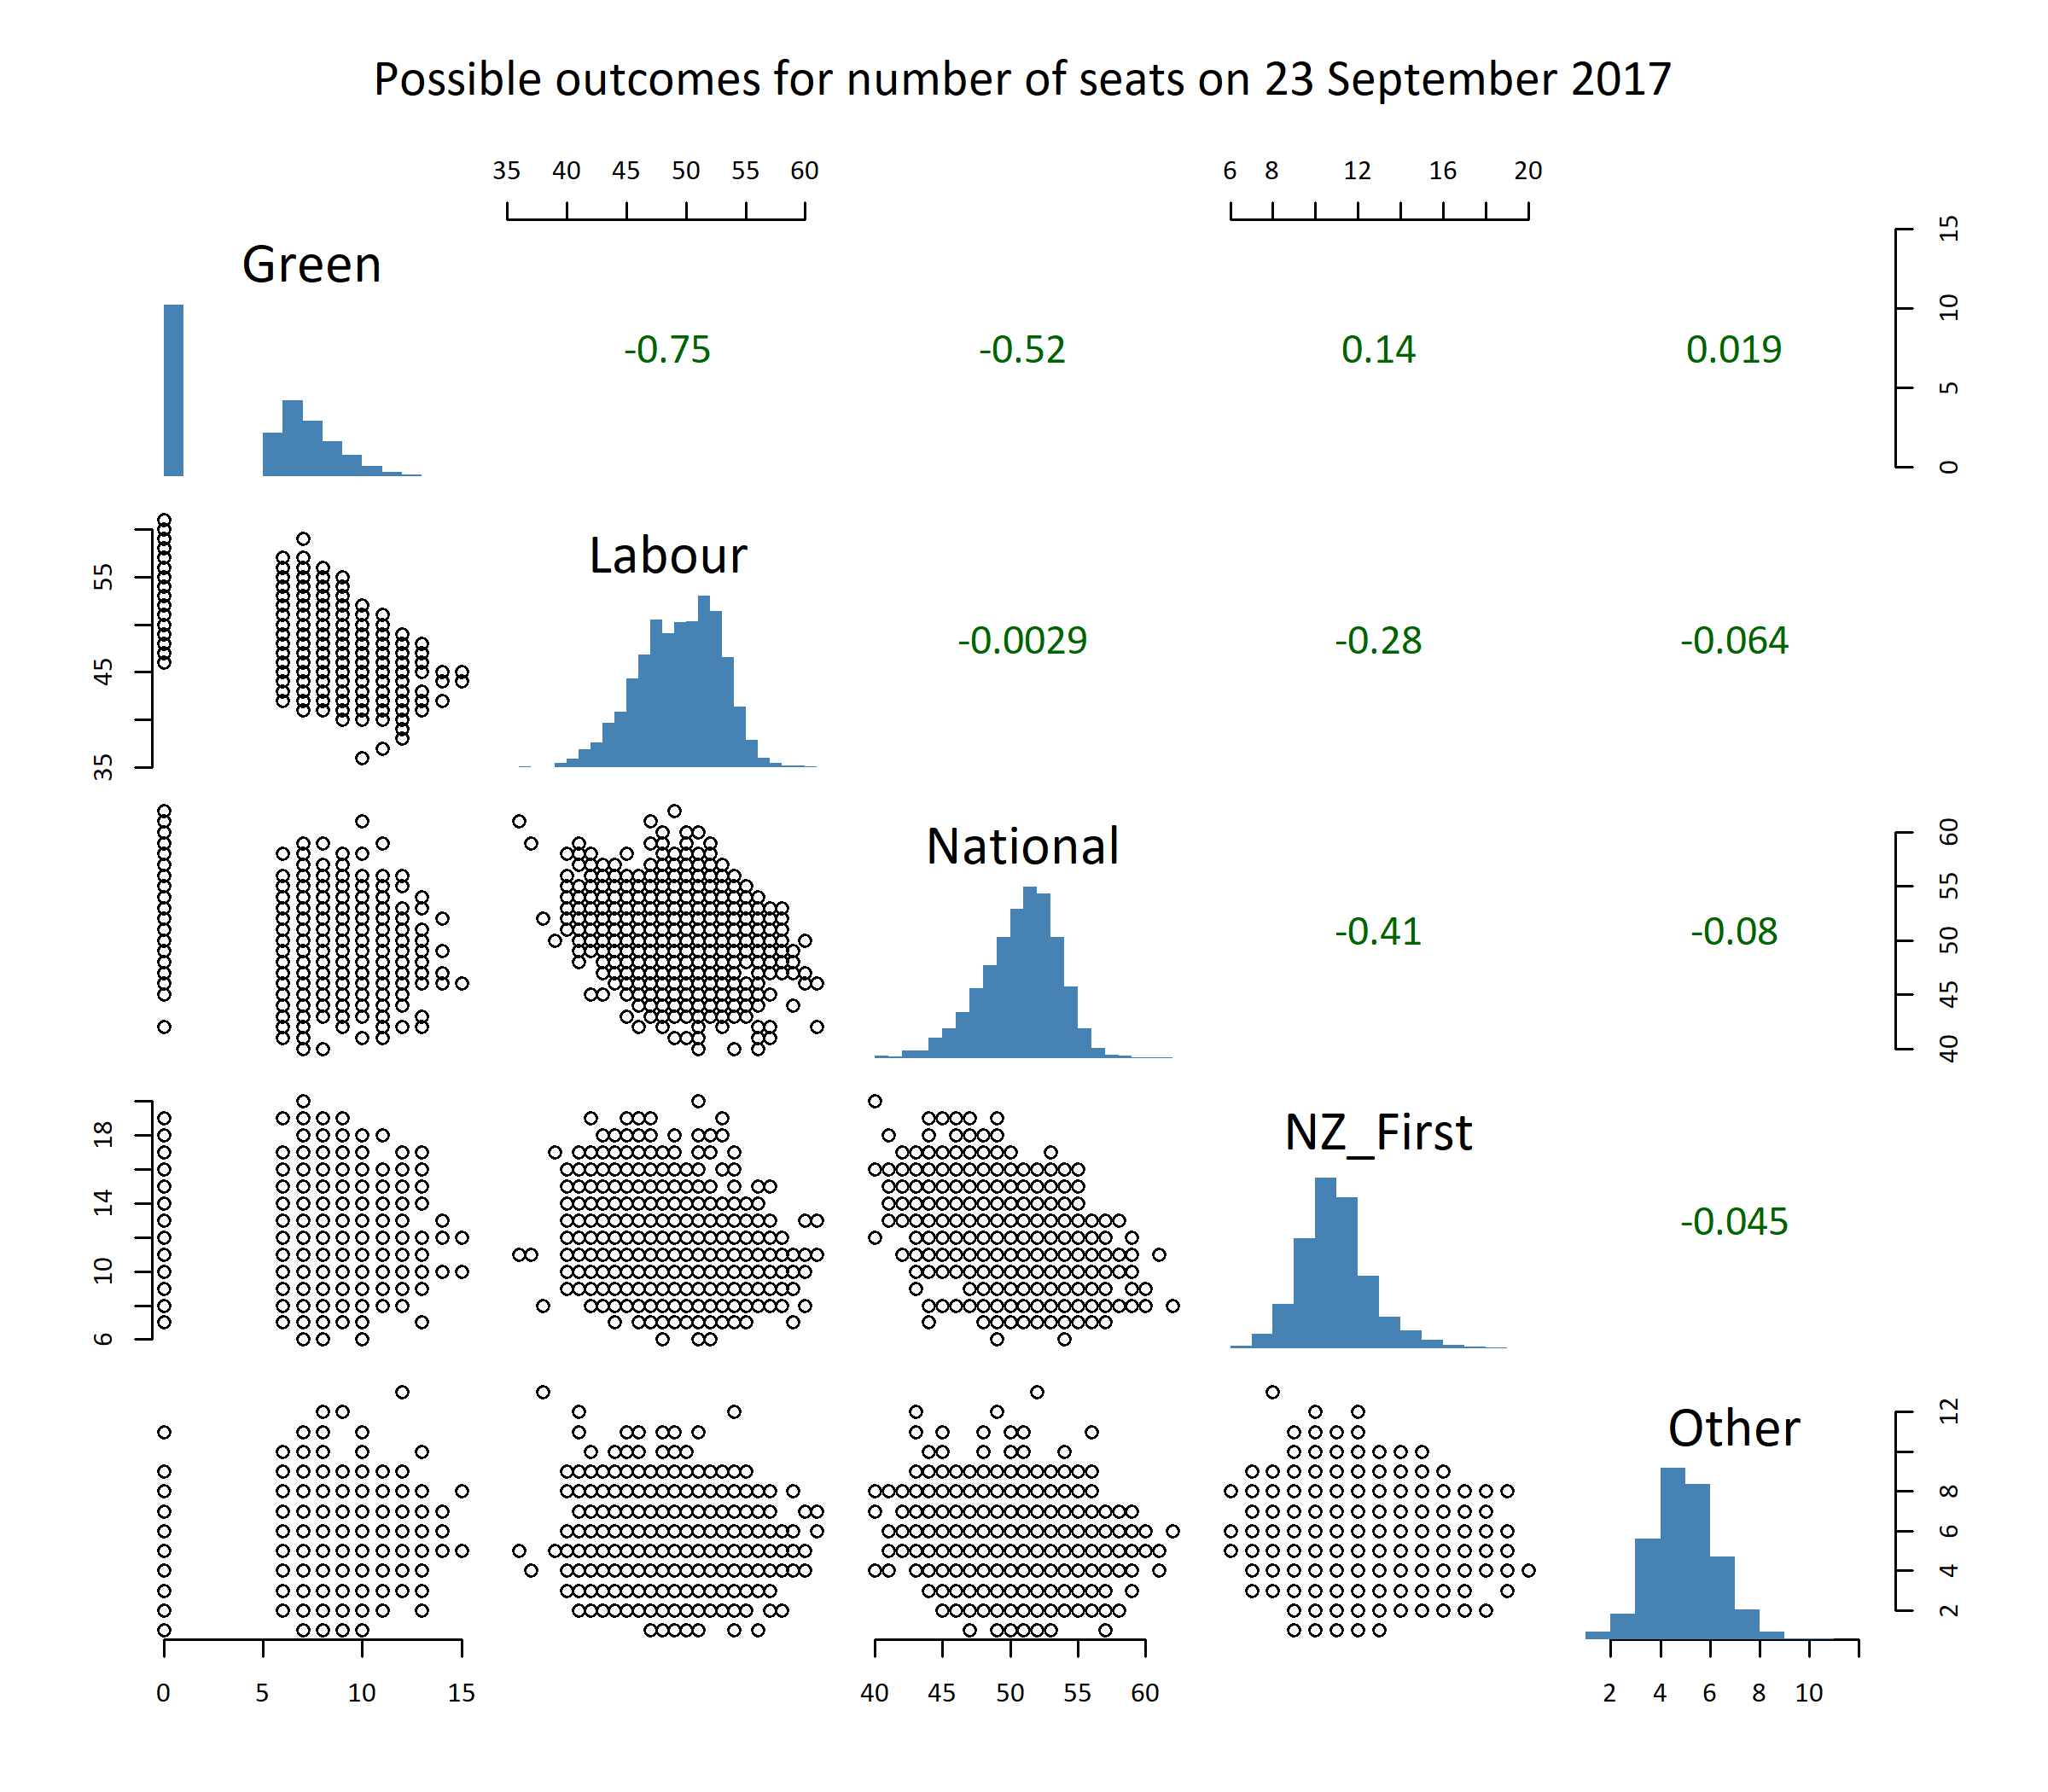 Possible outcomes for number of seats on 23 September 2017
35 40 45 50 55 60
6 8 12 16 20
Green
-0.75
-0.52
0.14
0.019
0 5 10 15
Labour
35 45 55
-0.0029
-0.28
-0.064
National
-0.41
-0.08
40 45 50 55 60
NZ_First
6 10 14 18
-0.045
Other
2 4 6 8 12
0 5 10 15
40 45 50 55 60
2 4 6 8 10